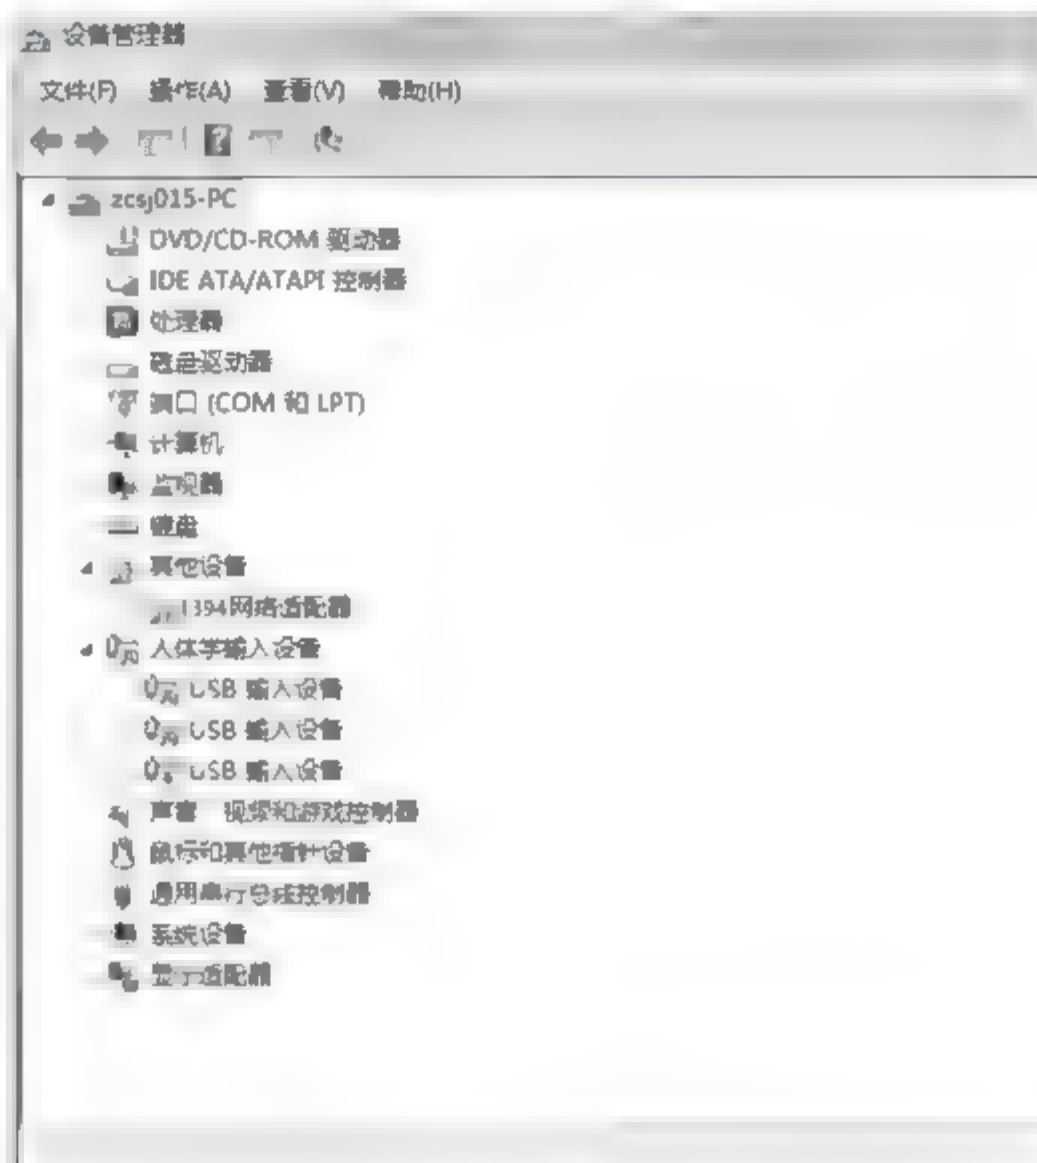 设备管理器
文件(F) 操作(A) 查看(V) 帮助(H)
zcsj015-PC
DVD/CD-ROM 驱动器
IDE ATA/ATAPI 控制器
处理器
磁盘驱动器
端口 (COM 和 LPT)
计算机
监视器
键盘
其他设备
1394 网络适配器
人体学输入设备
USB 输入设备
USB 输入设备
USB 输入设备
声音 视频和游戏控制器
鼠标和其他指针设备
通用串行总线控制器
系统设备
显示适配器